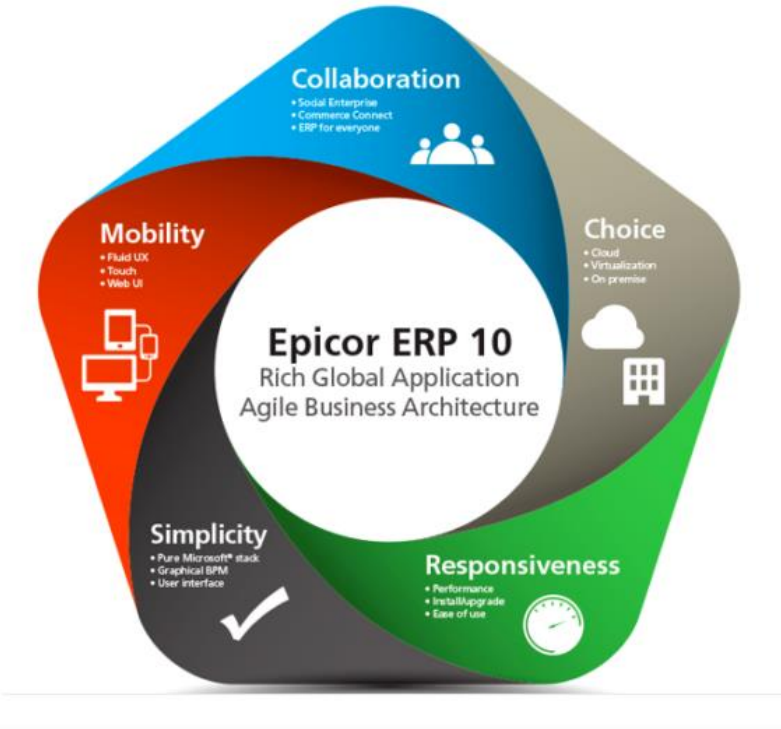 Collaboration
• Social Enterprise
• Commerce Connect
• ERP for everyone
Mobility
• Fluid UX
• Touch
• Web UI
Choice
• Cloud
• Virtualization
• On premise
Epicor ERP 10
Rich Global Application
Agile Business Architecture
Simplicity
• Pure Microsoft® stack
• Graphical BPM
• User interface
Responsiveness
• Performance
• Install/upgrade
• Ease of use